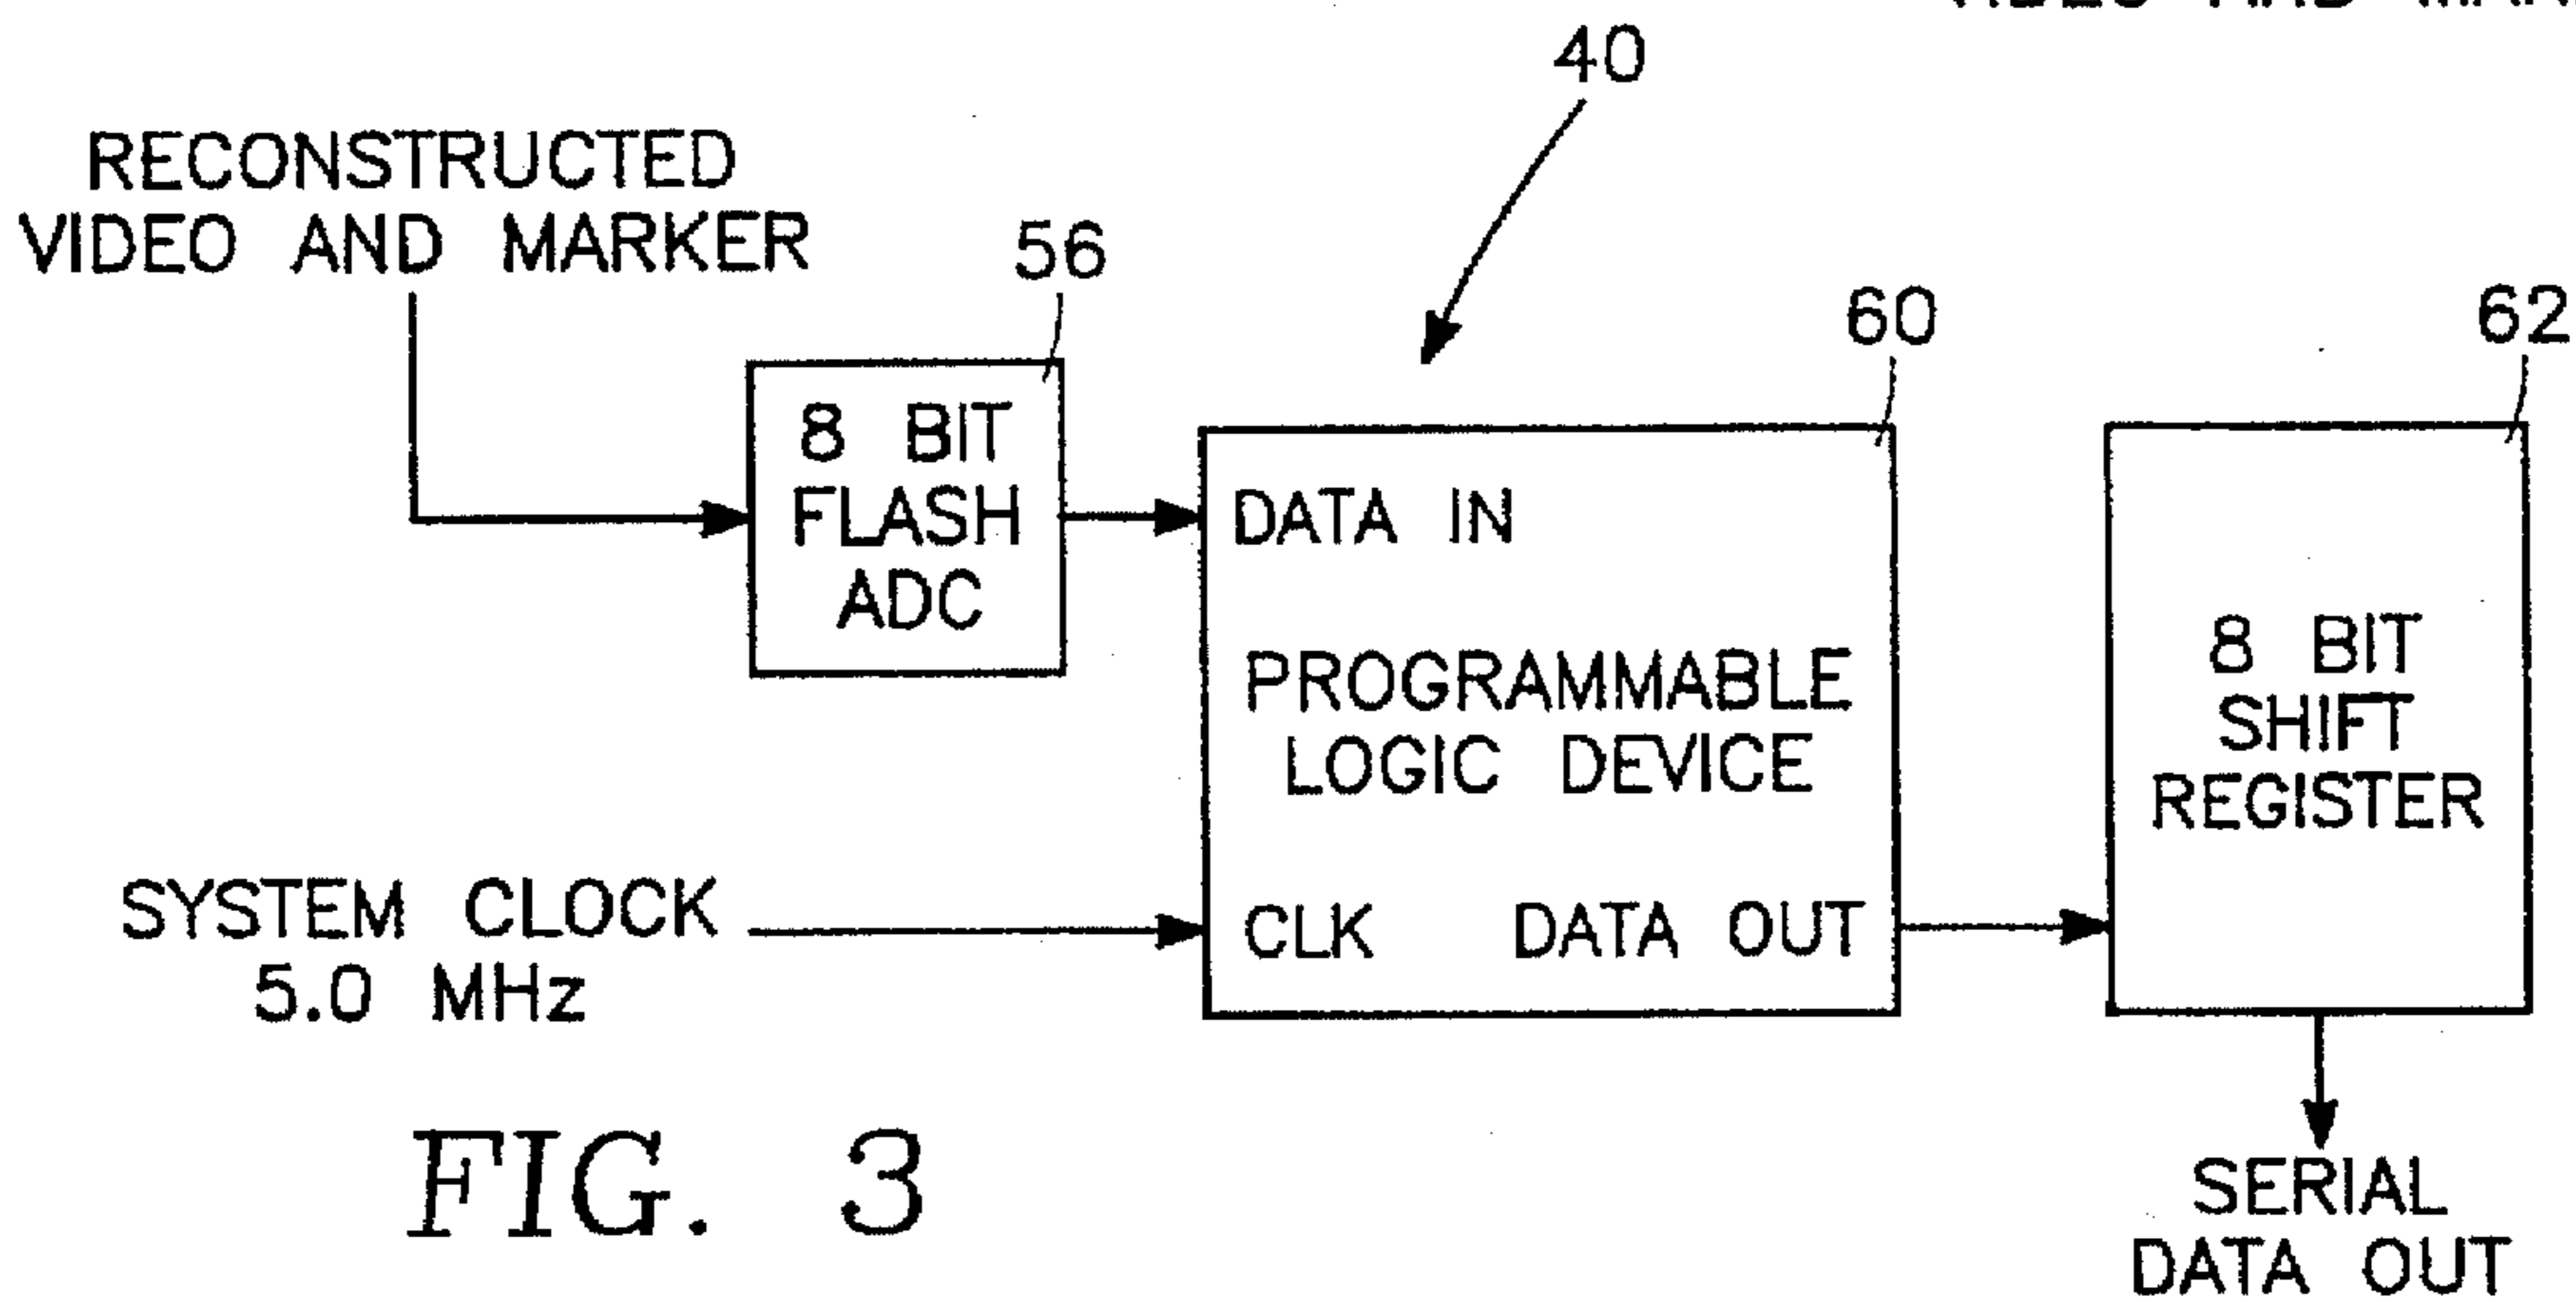 40
RECONSTRUCTED
VIDEO AND MARKER
56
60
62
8 BIT
FLASH
ADC
DATA IN
PROGRAMMABLE
LOGIC DEVICE
8 BIT
SHIFT
REGISTER
SYSTEM CLOCK
5.0 MHz
CLK DATA OUT
SERIAL
DATA OUT
FIG. 3